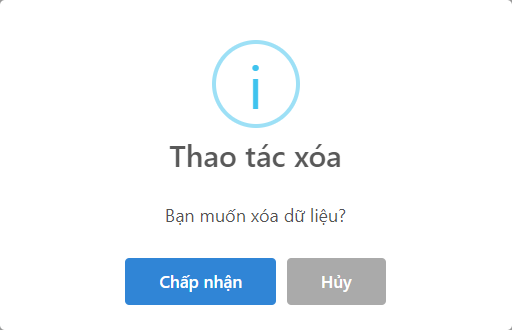 Thao tác xóa
Bạn muốn xóa dữ liệu?
Chấp nhận
Hủy